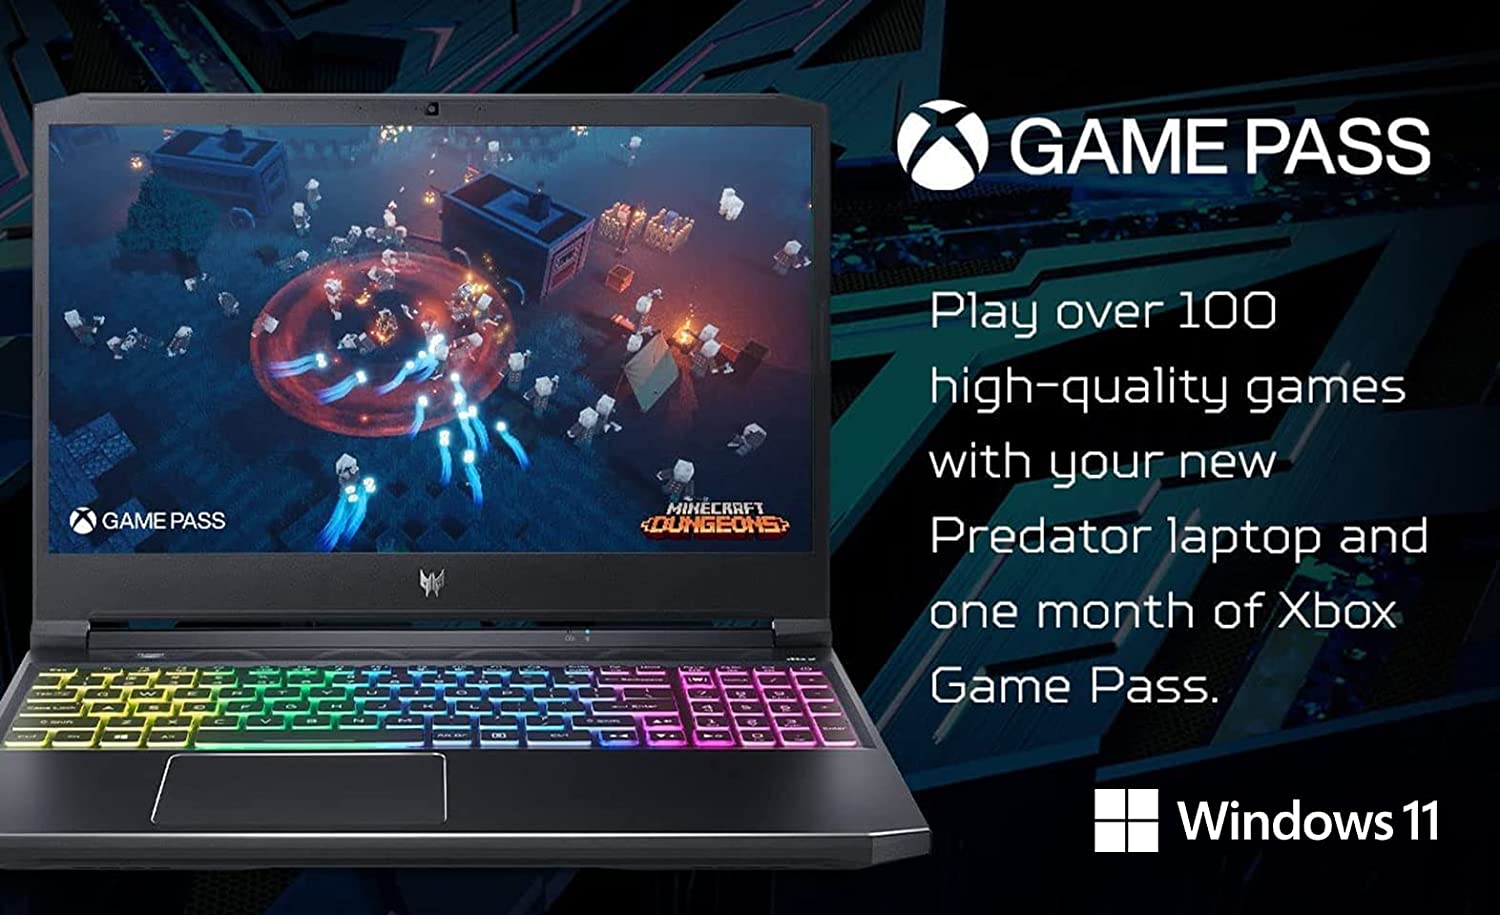 GAME PASS
Play over 100
high-quality games
with your new
Predator laptop and
one month of Xbox
Game Pass.
Windows 11
GAME PASS
MINECRAFT
DUNGEONS